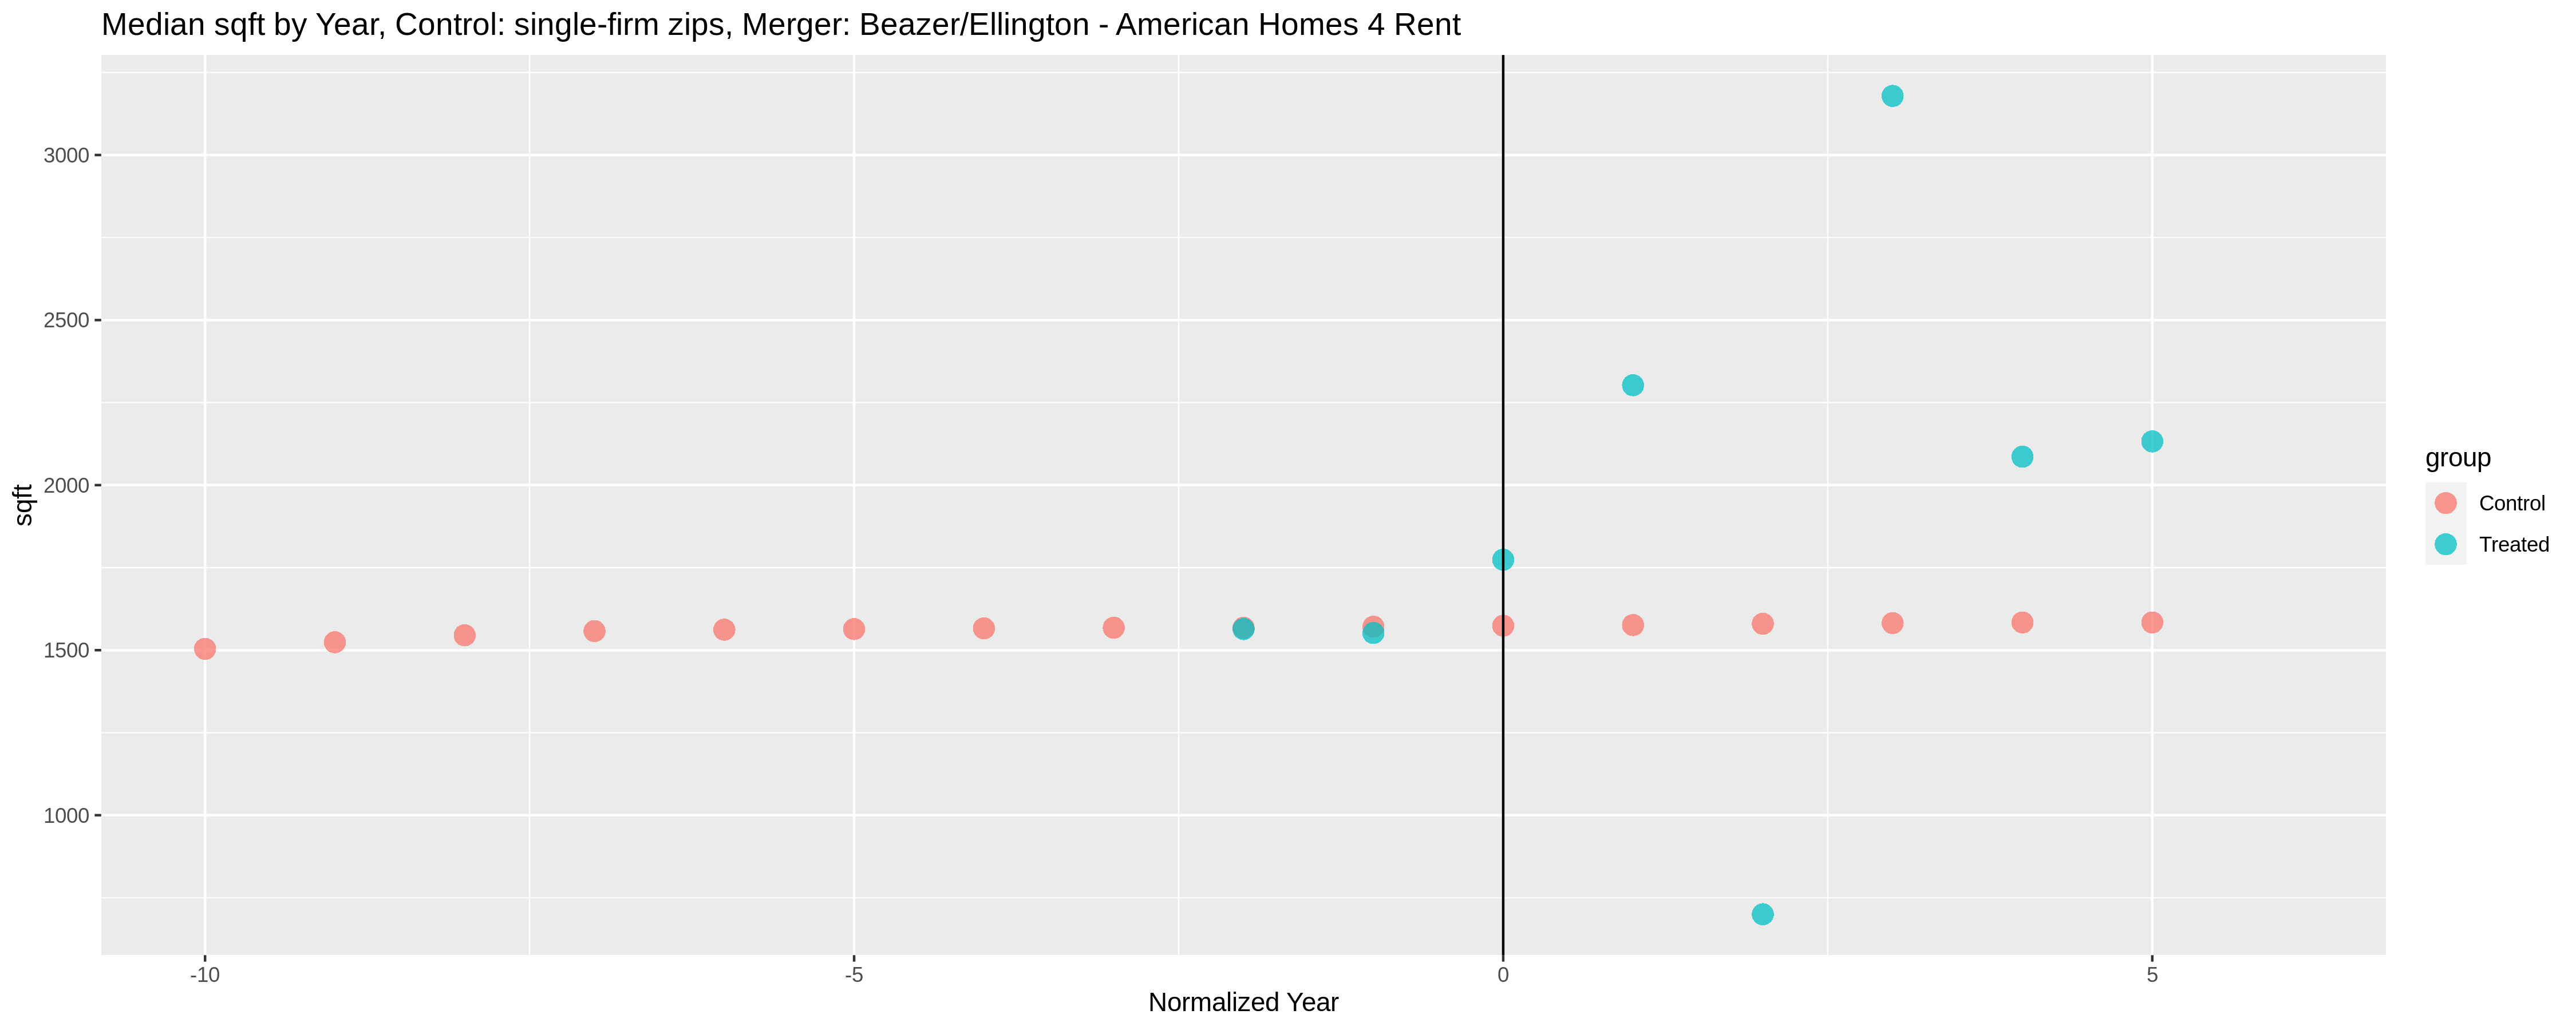 Median sqft by Year, Control: single-firm zips, Merger: Beazer/Ellington - American Homes 4 Rent
3000
2500
2000
1500
1000
sqft
-10
-5
0
5
Normalized Year
group
Control
Treated